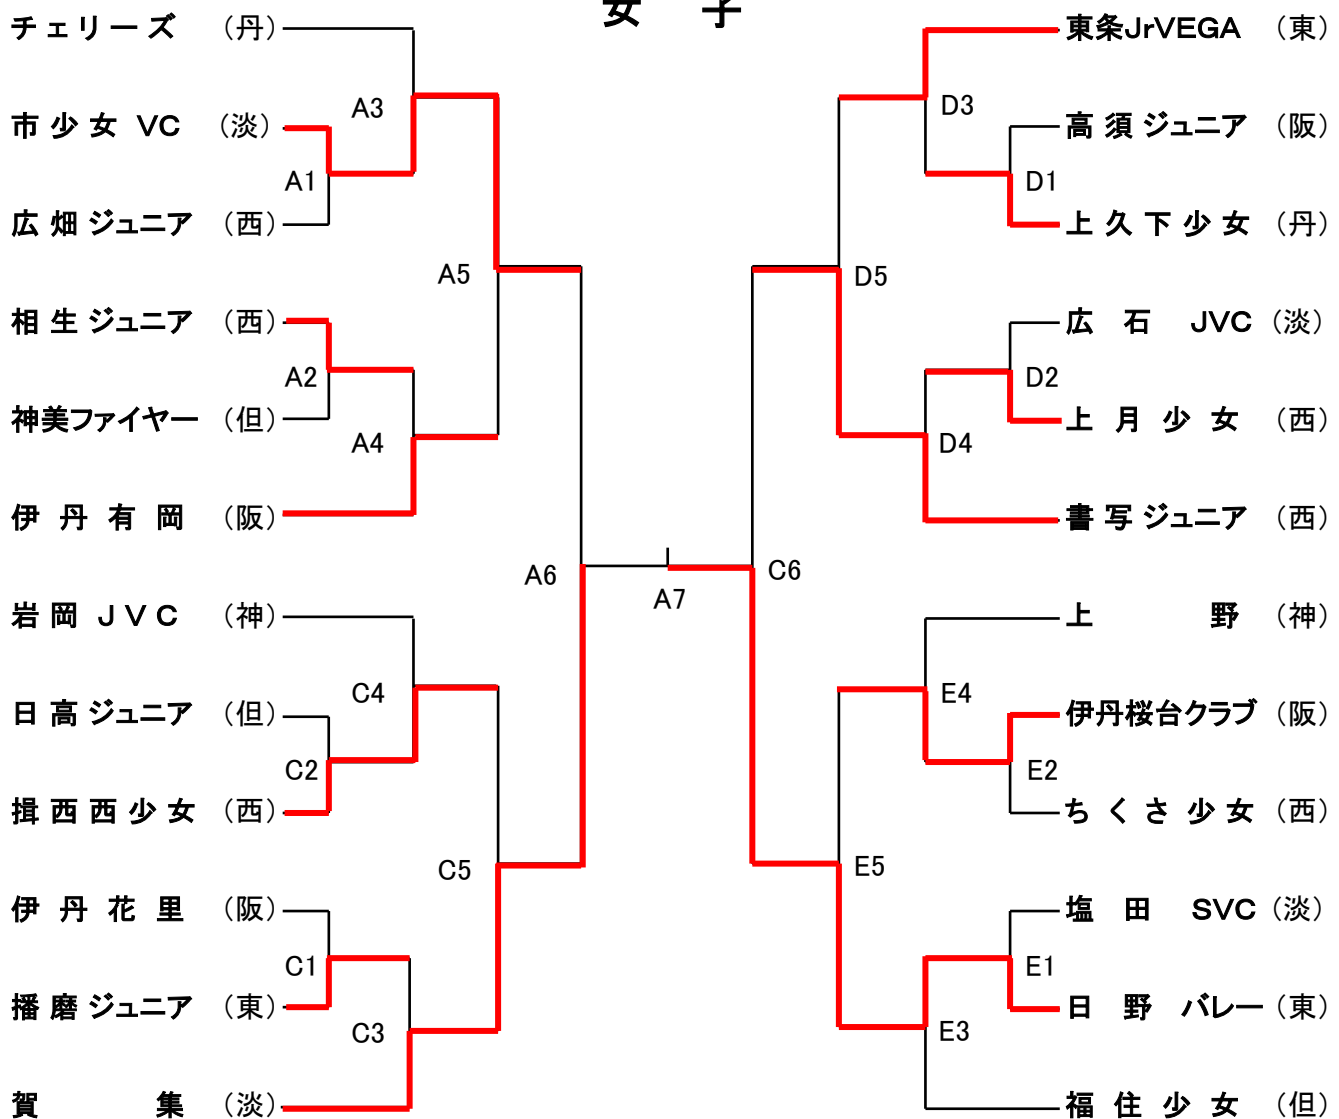 女 子
チェリーズ （丹）
市少女 VC （淡）
広畑ジュニア （西）
相生ジュニア （西）
神美ファイヤー （但）
伊丹有岡 （阪）
岩岡JVC （神）
日高ジュニア （但）
揖西西少女 （西）
伊丹花里 （阪）
播磨ジュニア （東）
賀集 （淡）
A3
A1
A5
A2
A4
A6
C4
C2
C5
C1
C3
A7
C6
D3
D1
D5
D2
D4
E4
E2
E5
E1
E3
東条JrVEGA （東）
高須ジュニア （阪）
上久下少女 （丹）
広石 JVC （淡）
上月少女 （西）
書写ジュニア （西）
上野 （神）
伊丹桜台クラブ （阪）
ちくさ少女 （西）
塩田 SVC （淡）
日野バレー （東）
福住少女 （但）